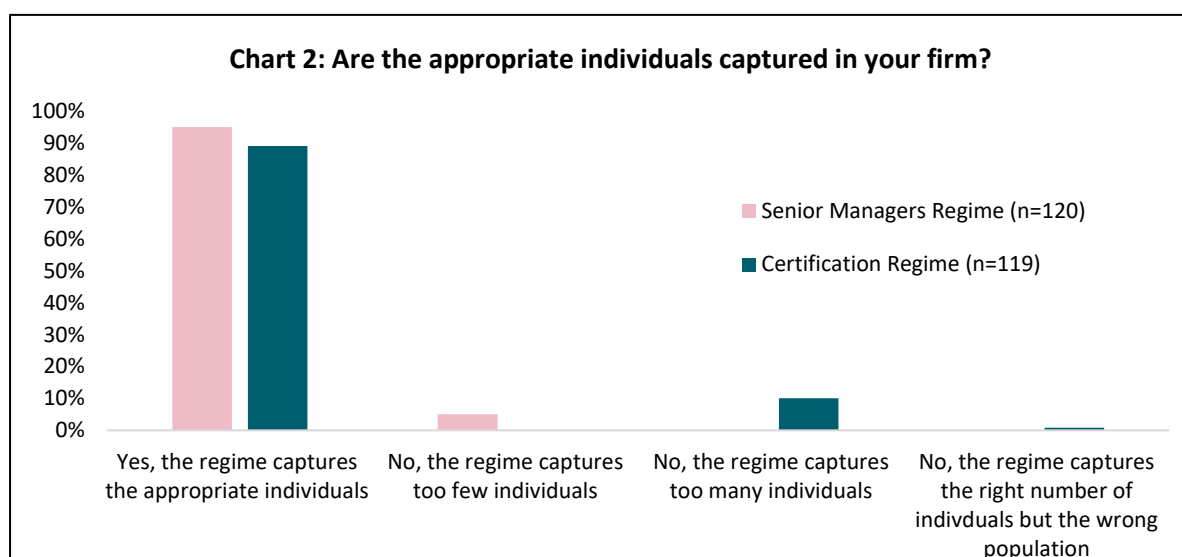 Chart 2: Are the appropriate individuals captured in your firm?
100%
90%
80%
70%
60%
50%
40%
30%
20%
10%
0%
Senior Managers Regime (n=120)
Certification Regime (n=119)
Yes, the regime captures
the appropriate individuals
No, the regime captures
too few individuals
No, the regime captures
too many individuals
No, the regime captures
the right number of
indivduals but the wrong
population